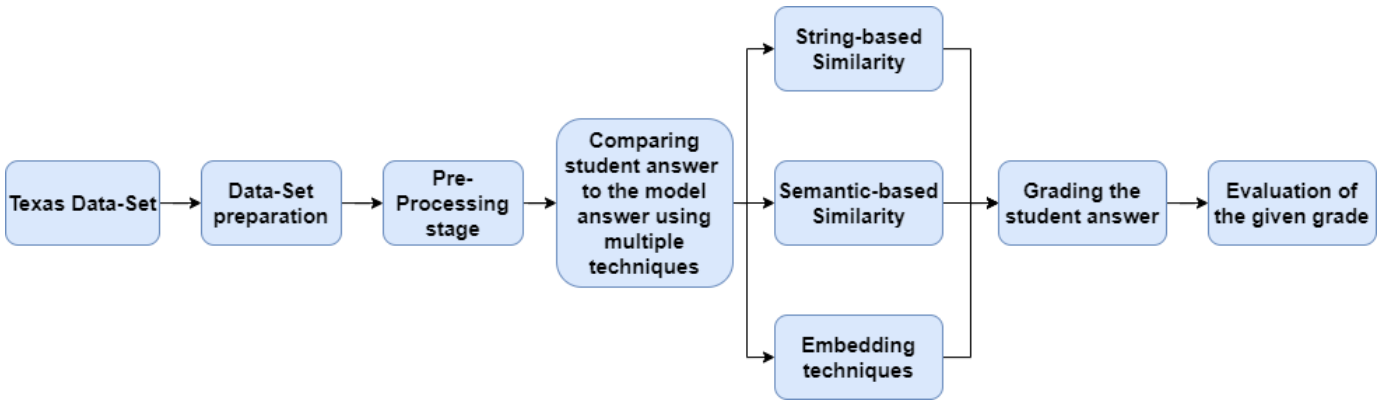 Texas Data-Set
Data-Set
preparation
Pre-
Processing
stage
Comparing
student answer
to the model
answer using
multiple
techniques
String-based
Similarity
Semantic-based
Similarity
Embedding
techniques
Grading the
student answer
Evaluation of
the given grade